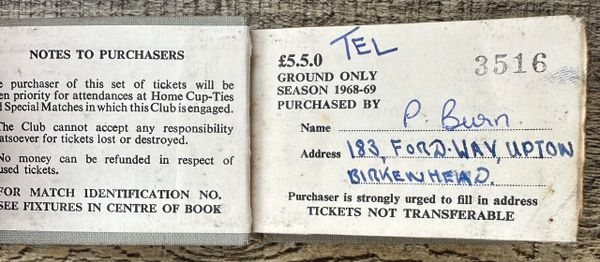 NOTES TO PURCHASERS
e purchaser of this set of tickets will be
en priority for attendances at Home Cup-Ties
l Special Matches in which this Club is engaged.
The Club cannot accept any responsibility
atsoever for tickets lost or destroyed.
No money can be refunded in respect of
used tickets.
FOR MATCH IDENTIFICATION NO.
SEE FIXTURES IN CENTRE OF BOOK
£5.5.0 TEL 3516
GROUND ONLY
SEASON 1968-69
PURCHASED BY
Name P. Burn.
Address 183, FORD-WAY, UPTON
BIRKENHEAD.
Purchaser is strongly urged to fill in address
TICKETS NOT TRANSFERABLE